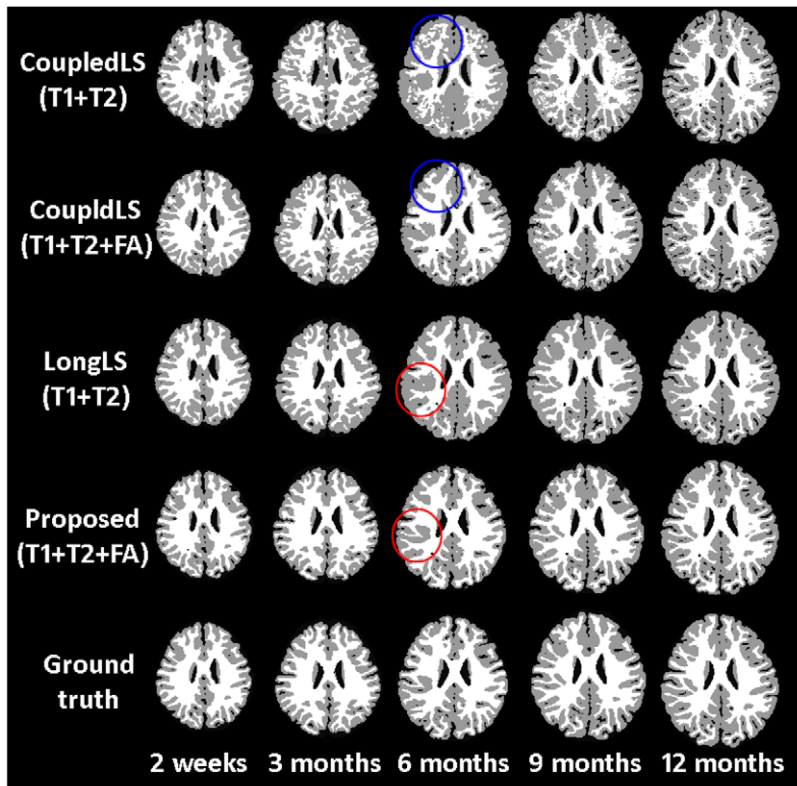 CoupledLS
(T1+T2)
CoupldLS
(T1+T2+FA)
LongLS
(T1+T2)
Proposed
(T1+T2+FA)
Ground
truth
2 weeks 3 months 6 months 9 months 12 months